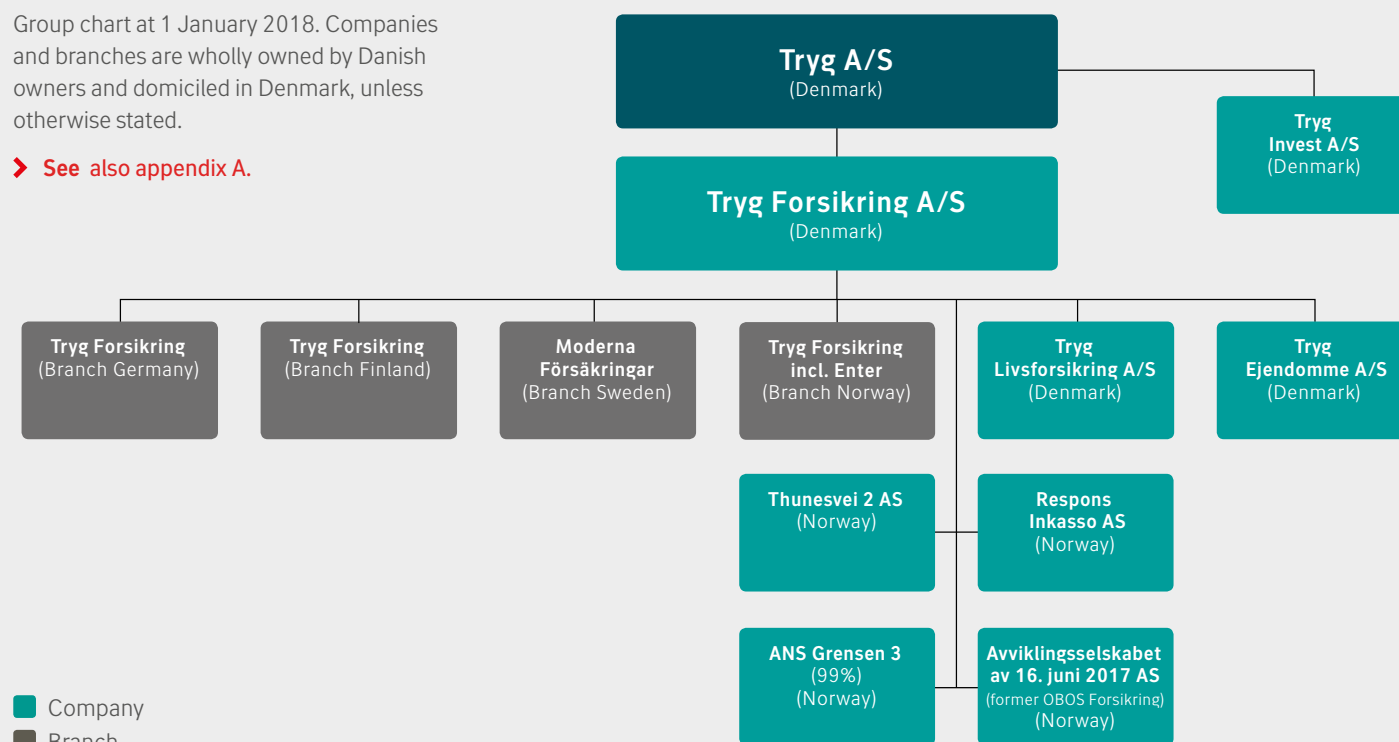 Group chart at 1 January 2018. Companies
and branches are wholly owned by Danish
owners and domiciled in Denmark, unless
otherwise stated.
See also appendix A.
Tryg A/S
(Denmark)
Tryg
Invest A/S
(Denmark)
Tryg Forsikring A/S
(Denmark)
Tryg Forsikring
(Branch Germany)
Tryg Forsikring
(Branch Finland)
Moderna
Försäkringar
(Branch Sweden)
Tryg Forsikring
incl. Enter
(Branch Norway)
Tryg
Livsforsikring A/S
(Denmark)
Tryg
Ejendomme A/S
(Denmark)
Thunesvei 2 AS
(Norway)
Respons
Inkasso AS
(Norway)
ANS Grensen 3
(99%)
(Norway)
Avviklingsselskabet
av 16. juni 2017 AS
(former OBOS Forsikring)
(Norway)
Company
Branch